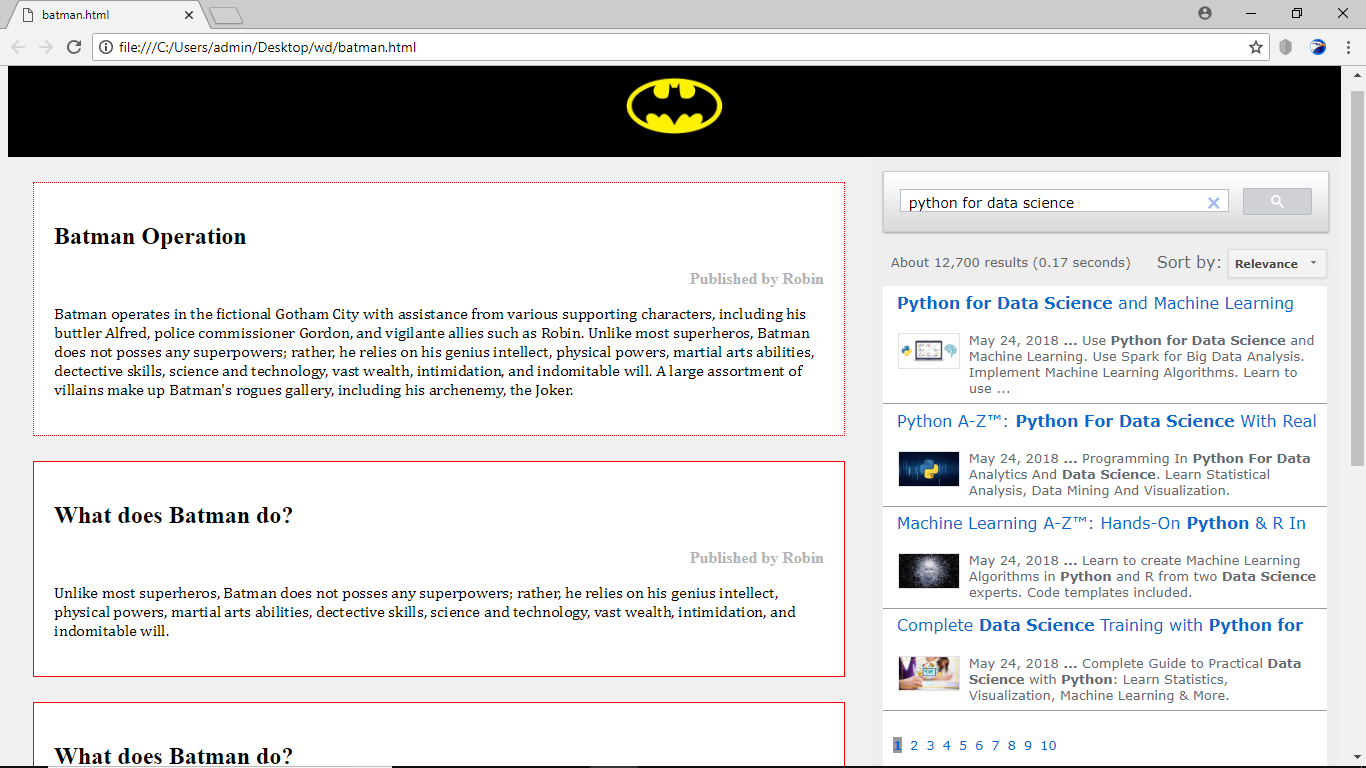 batman.html
file:///C:/Users/admin/Desktop/wd/batman.html
Batman Operation
Published by Robin
Batman operates in the fictional Gotham City with assistance from various supporting characters, including his
buttler Alfred, police commissioner Gordon, and vigilante allies such as Robin. Unlike most superheros, Batman
does not posses any superpowers; rather, he relies on his genius intellect, physical powers, martial arts abilities,
dectective skills, science and technology, vast wealth, intimidation, and indomitable will. A large assortment of
villains make up Batman's rogues gallery, including his archenemy, the Joker.
What does Batman do?
Published by Robin
Unlike most superheros, Batman does not posses any superpowers; rather, he relies on his genius intellect,
physical powers, martial arts abilities, dectective skills, science and technology, vast wealth, intimidation, and
indomitable will.
What does Batman do?
python for data science
About 12,700 results (0.17 seconds)
Sort by: Relevance
Python for Data Science and Machine Learning
May 24, 2018 ... Use Python for Data Science and
Machine Learning. Use Spark for Big Data Analysis.
Implement Machine Learning Algorithms. Learn to
use ...
Python A-Z™: Python For Data Science With Real
May 24, 2018 ... Programming In Python For Data
Analytics And Data Science. Learn Statistical
Analysis, Data Mining And Visualization.
Machine Learning A-Z™: Hands-On Python & R In
May 24, 2018 ... Learn to create Machine Learning
Algorithms in Python and R from two Data Science
experts. Code templates included.
Complete Data Science Training with Python for
May 24, 2018 ... Complete Guide to Practical Data
Science with Python: Learn Statistics,
Visualization, Machine Learning & More.
1 2 3 4 5 6 7 8 9 10